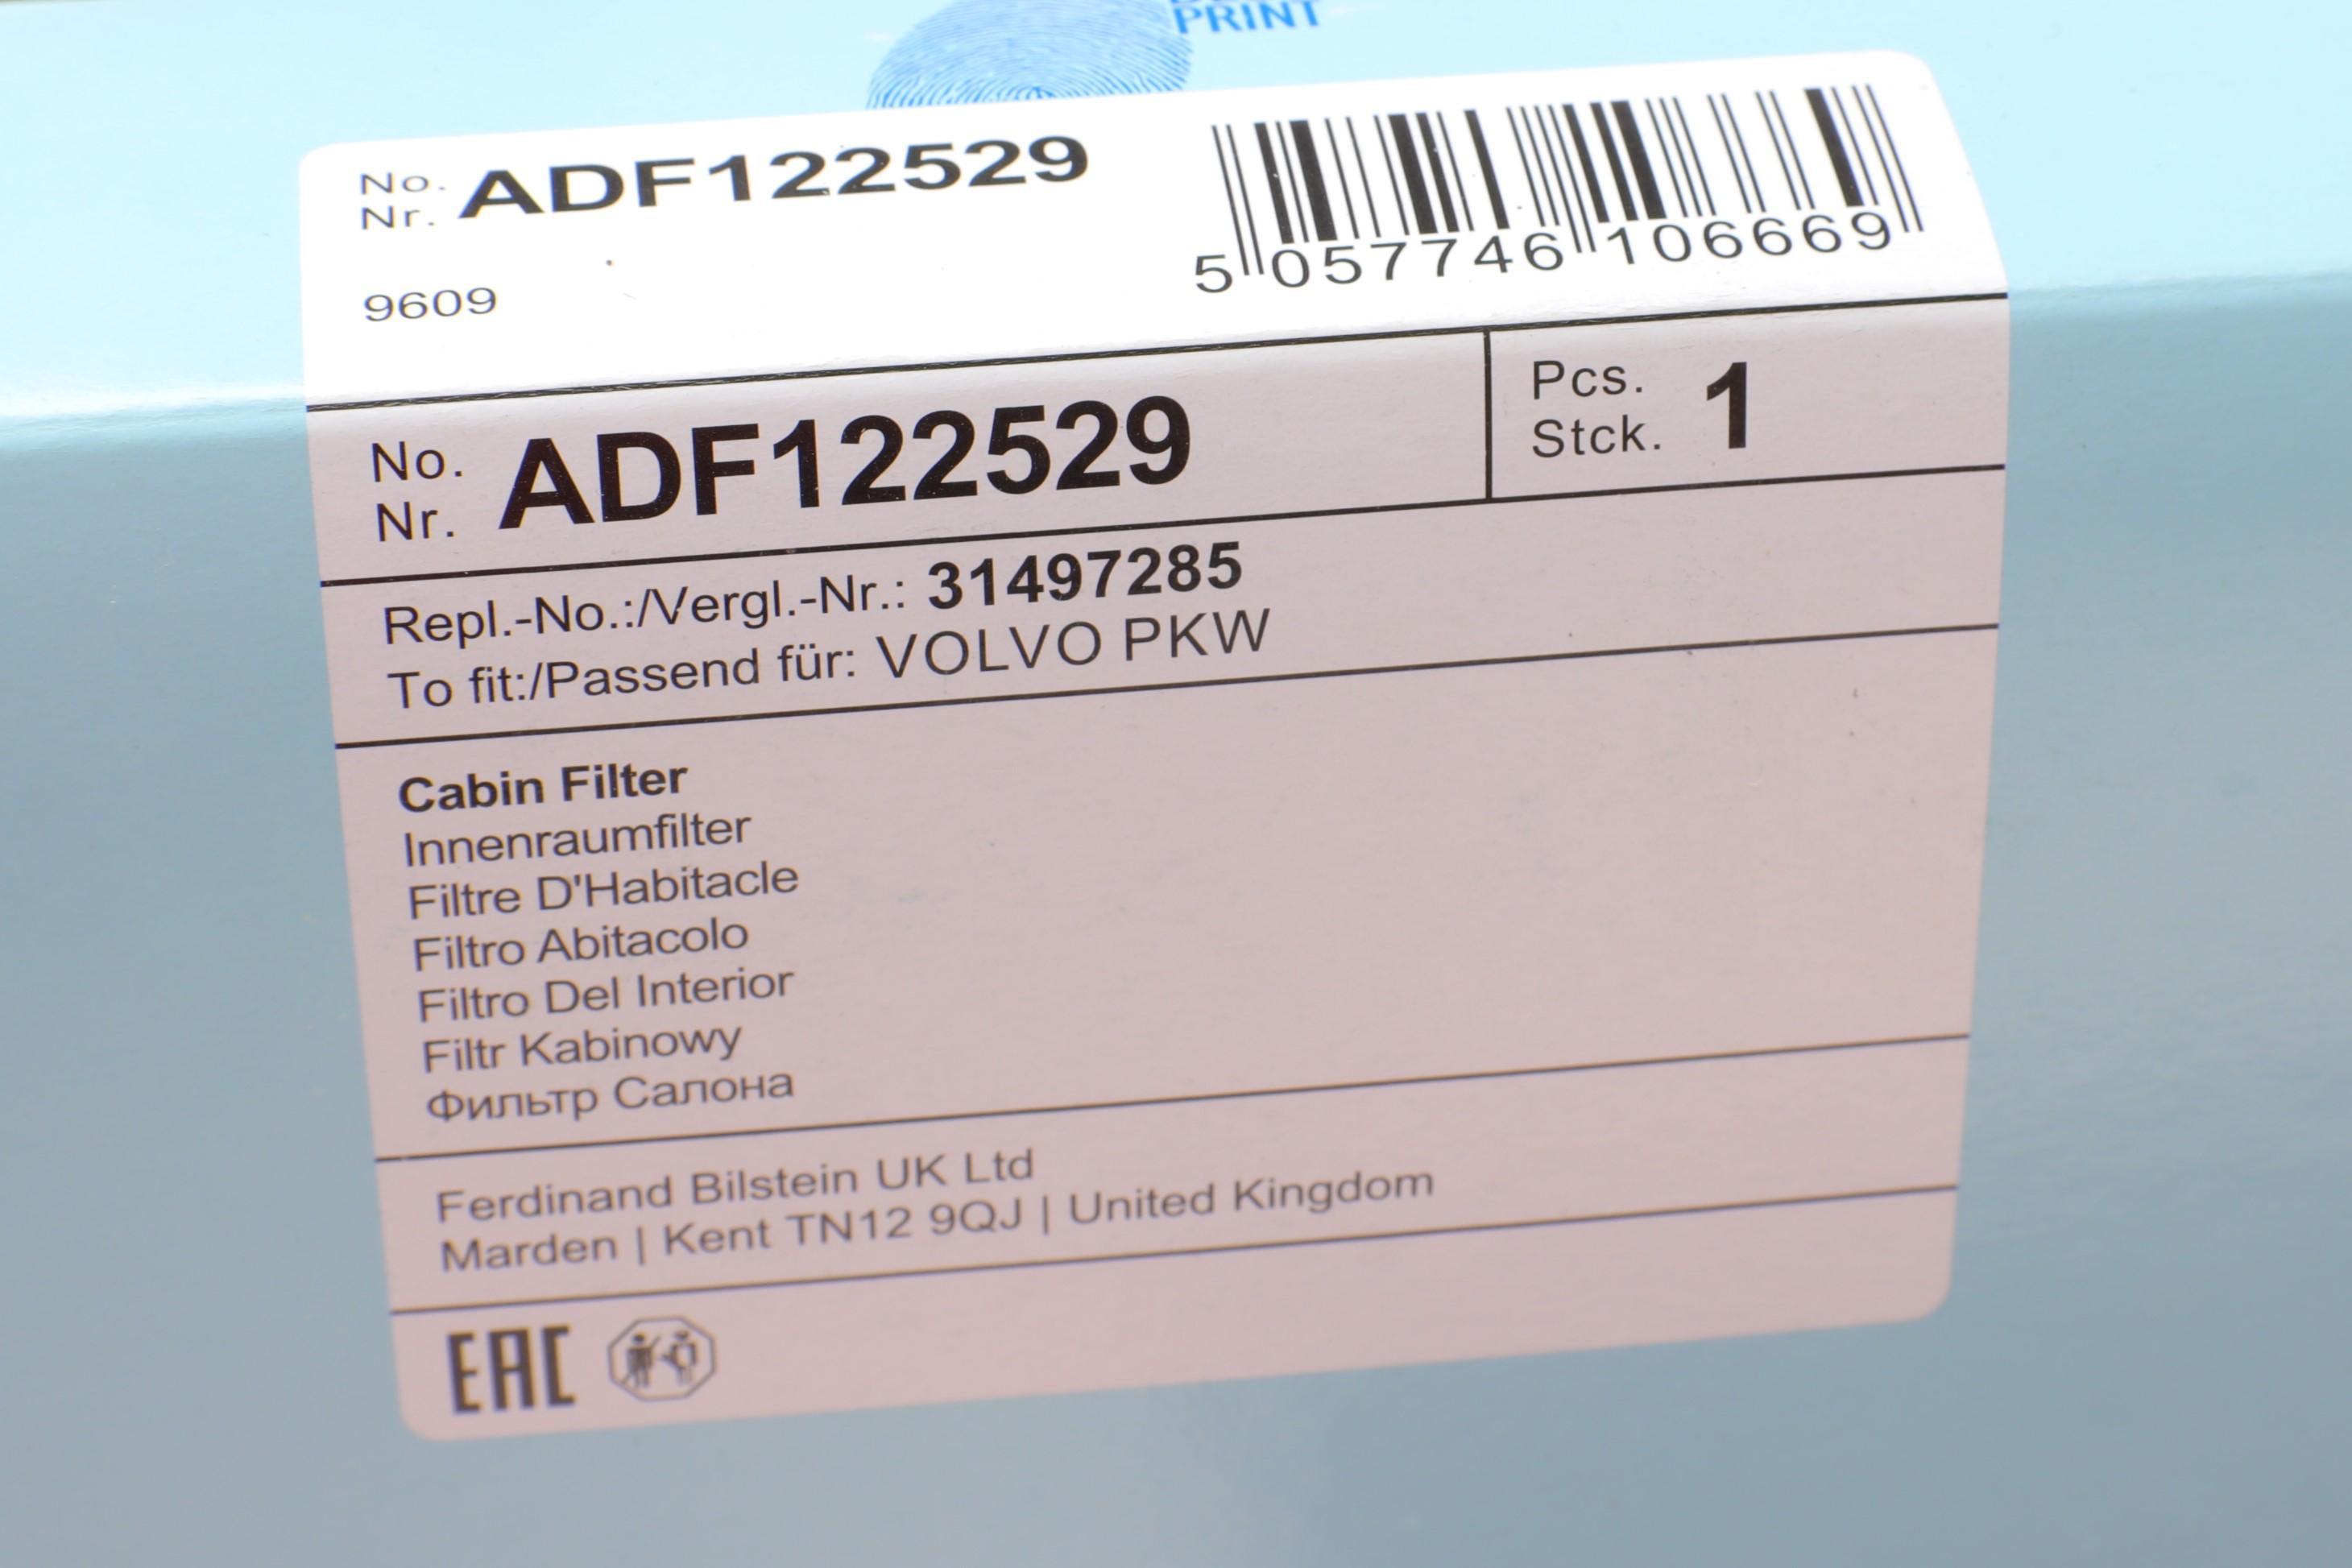 PRINT
No.
Nr. ADF122529
5 057746 106669
9609
No.
Nr. ADF122529
Pcs.
Stck. 1
Repl.-No.:/Vergl.-Nr.: 31497285
To fit:/Passend für: VOLVO PKW
Cabin Filter
Innenraumfilter
Filtre D'Habitacle
Filtro Abitacolo
Filtro Del Interior
Filtr Kabinowy
Фильтр Салона
Ferdinand Bilstein UK Ltd
Marden | Kent TN12 9QJ | United Kingdom
EAC